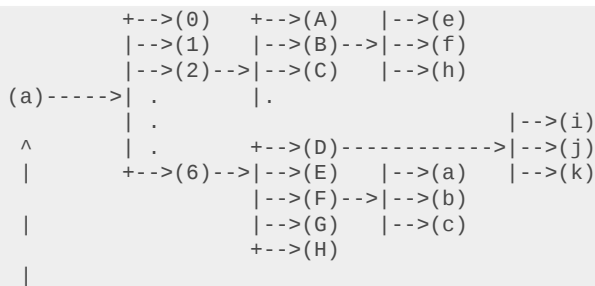 +-->(0)   +-->(A)   |-->(e)
        |-->(1)   |-->(B)-->|-->(f)
        |-->(2)-->|-->(C)   |-->(h)
(a)----->| .        |.
        | .                           |-->(i)
 ^      | .       +-->(D)------------>|-->(j)
 |      +-->(6)-->|-->(E)   |-->(a)   |-->(k)
                  |-->(F)-->|-->(b)
 |                |-->(G)   |-->(c)
                  +-->(H)
 |